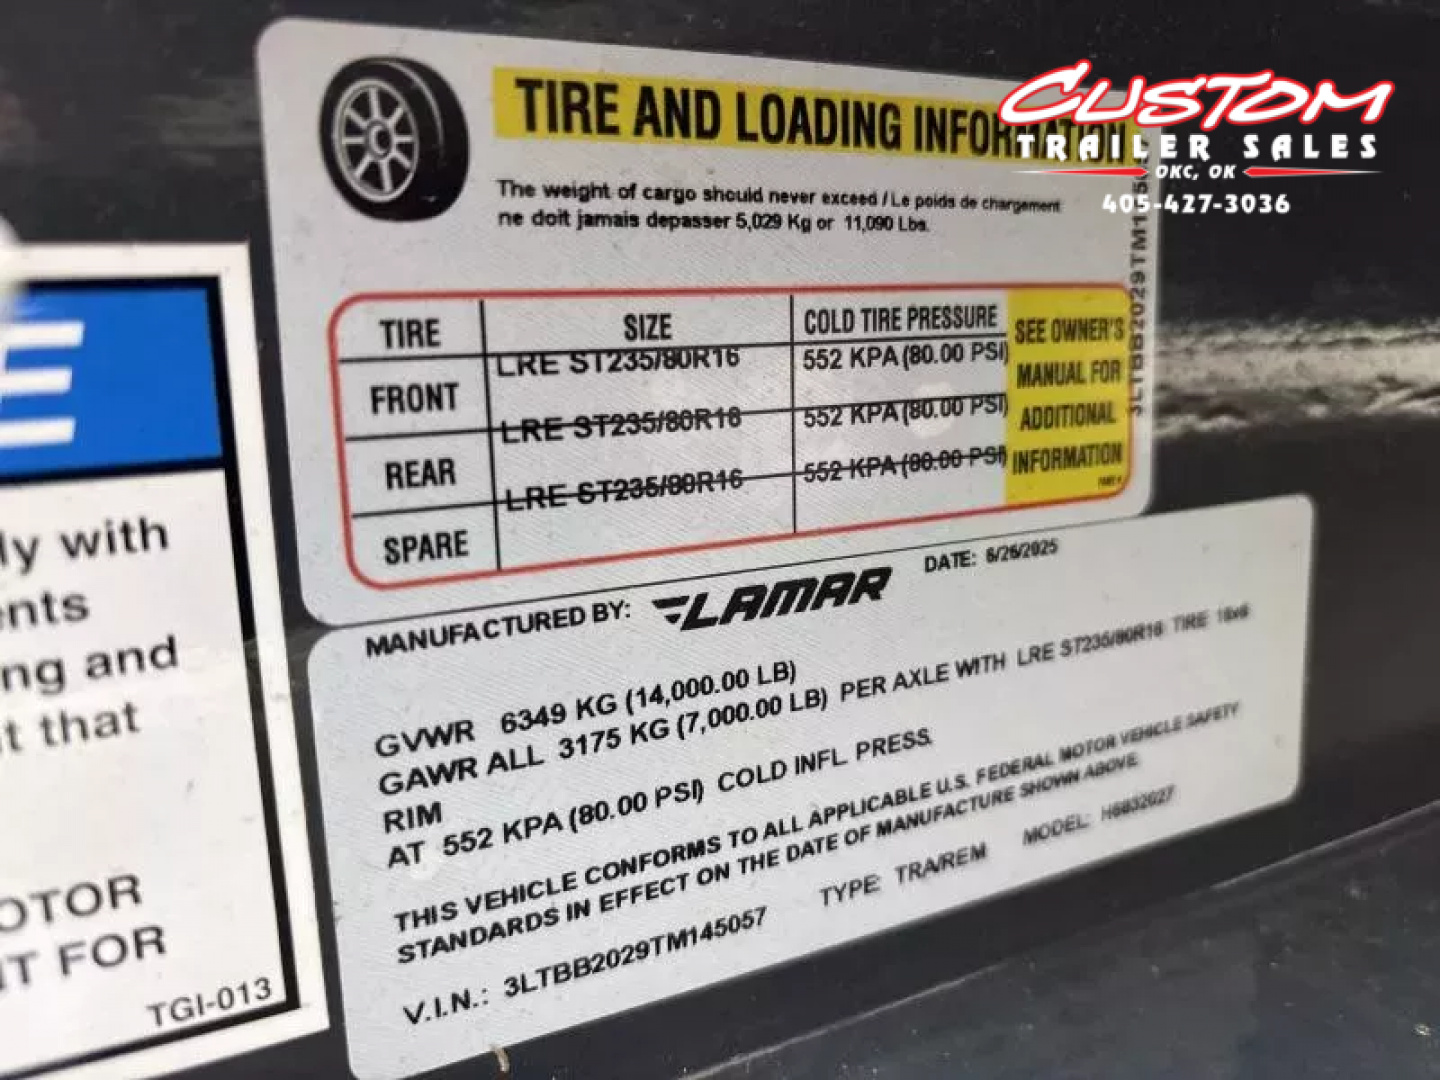 CUSTOM
TRAILER SALES
OKC, OK
405-427-3036
TIRE AND LOADING INFORMATION
The weight of cargo should never exceed / Le poids de chargement
ne doit jamais depasser 5,029 Kg or 11,090 Lbs.
TIRE SIZE COLD TIRE PRESSURE
FRONT LRE ST235/80R16 552 KPA (80.00 PSI)
REAR LRE ST235/80R16 552 KPA (80.00 PSI)
SPARE LRE ST235/80R16 552 KPA (80.00 PSI)
SEE OWNER'S
MANUAL FOR
ADDITIONAL
INFORMATION
3LTBB2029TM1
MANUFACTURED BY: LAMAR DATE: 6/26/2025
GVWR 6349 KG (14,000.00 LB)
GAWR ALL 3175 KG (7,000.00 LB) PER AXLE WITH LRE ST235/80R16 TIRE 16x6
RIM
AT 552 KPA (80.00 PSI) COLD INFL. PRESS.
THIS VEHICLE CONFORMS TO ALL APPLICABLE U.S. FEDERAL MOTOR VEHICLE SAFETY
STANDARDS IN EFFECT ON THE DATE OF MANUFACTURE SHOWN ABOVE.
V.I.N.: 3LTBB2029TM145057 TYPE: TRA/REM MODEL: H6832027
E
ly with
ents
ng and
t that
OTOR
IT FOR
TGI-013